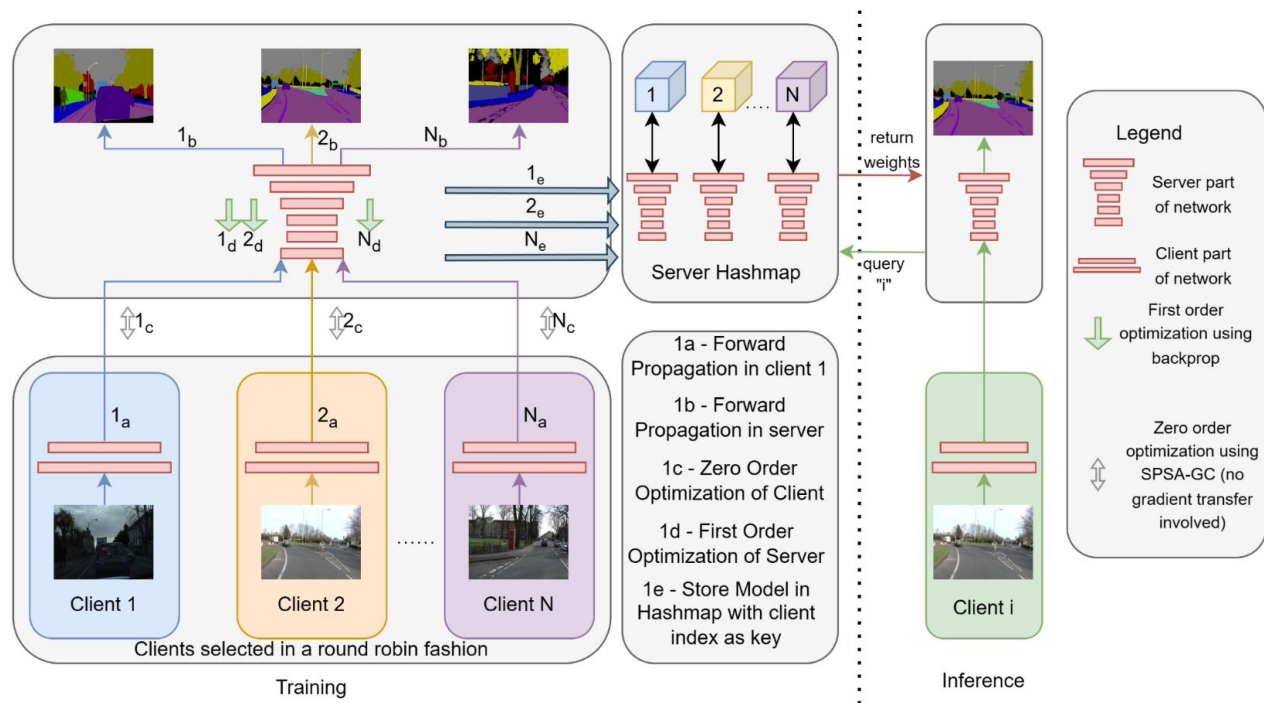 1b
2b
Nb
1d
2d
Nd
1e
2e
Ne
1
2
.....
N
Server Hashmap
return
weights
query
"i"
Legend
Server part
of network
Client part
of network
First order
optimization using
backprop
Zero order
optimization using
SPSA-GC (no
gradient transfer
involved)
1c
2c
Nc
1a
2a
Na
Client 1
Client 2
......
Client N
Clients selected in a round robin fashion
Training
1a - Forward
Propagation in client 1
1b - Forward
Propagation in server
1c - Zero Order
Optimization of Client
1d - First Order
Optimization of Server
1e - Store Model in
Hashmap with client
index as key
Client i
Inference